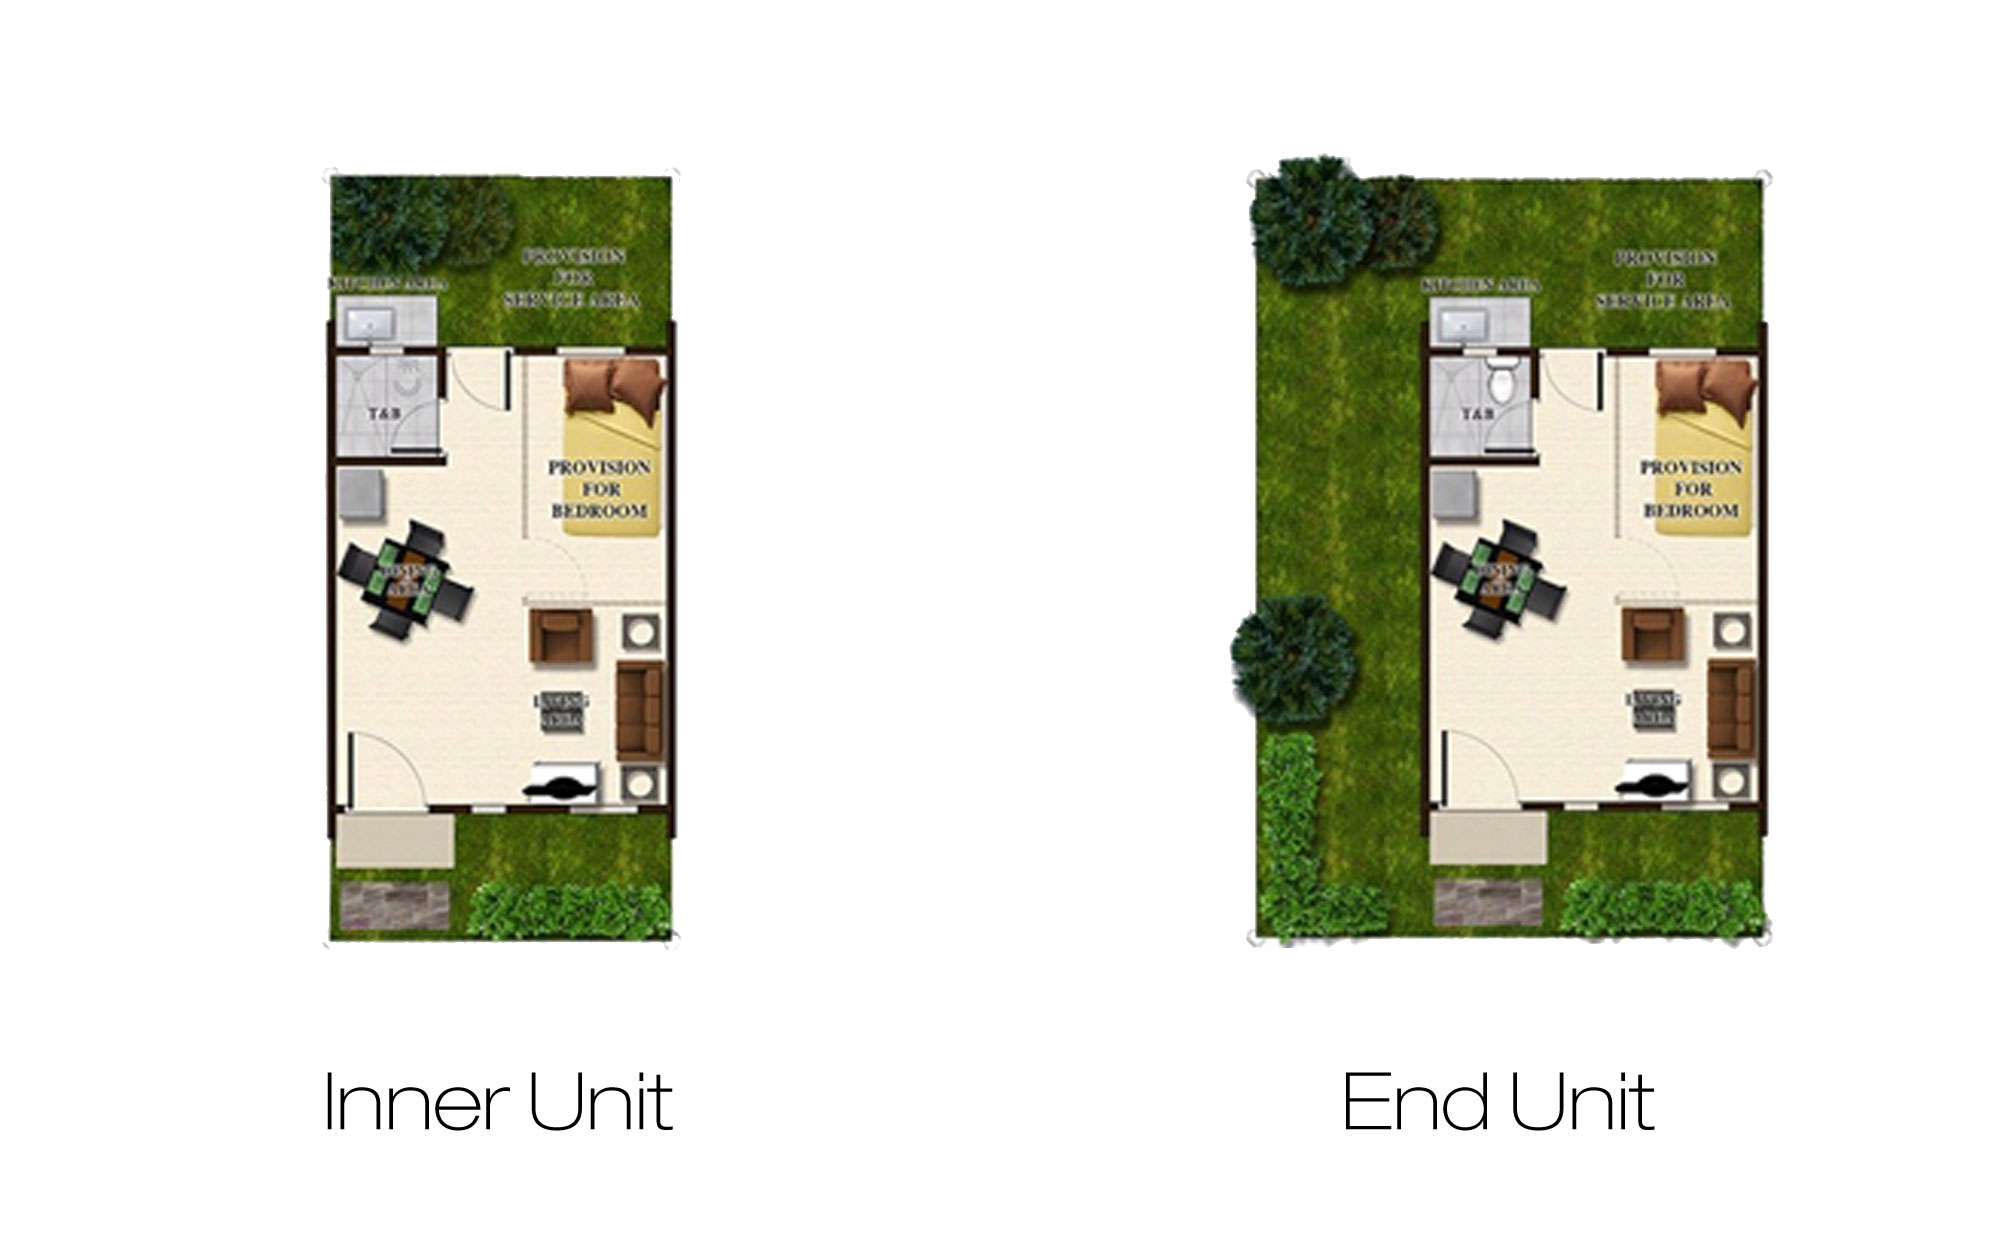 PROVISION
FOR
SERVICE AREA
KITCHEN AREA
T&B
PROVISION
FOR
BEDROOM
DINING
AREA
LIVING
AREA
Inner Unit
PROVISION
FOR
SERVICE AREA
KITCHEN AREA
T&B
PROVISION
FOR
BEDROOM
DINING
AREA
LIVING
AREA
End Unit